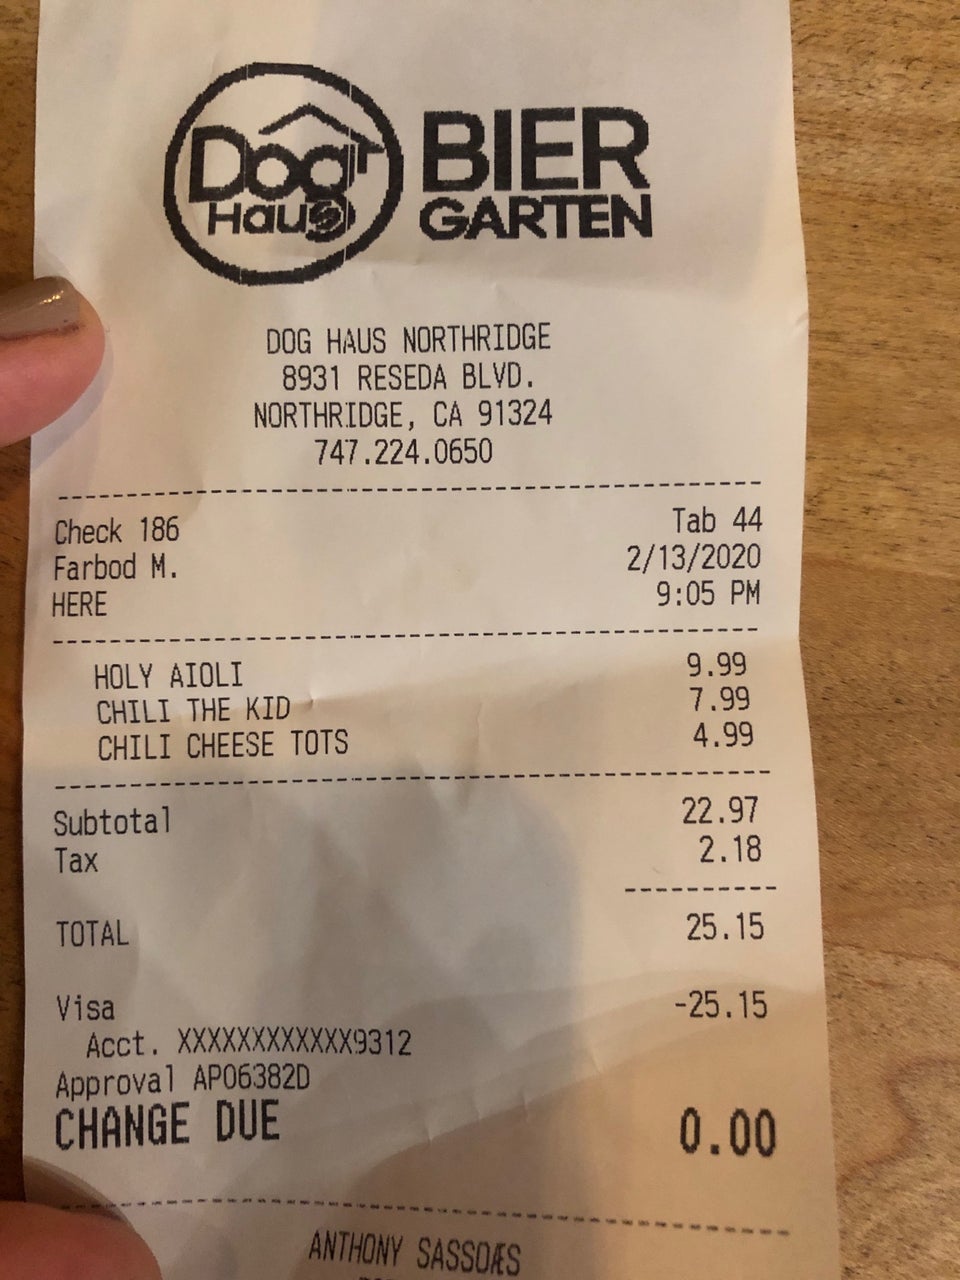 Dog Haus BIER GARTEN
DOG HAUS NORTHRIDGE
8931 RESEDA BLVD.
NORTHRIDGE, CA 91324
747.224.0650
Check 186 Tab 44
Farbod M. 2/13/2020
HERE 9:05 PM
HOLY AIOLI 9.99
CHILI THE KID 7.99
CHILI CHEESE TOTS 4.99
Subtotal 22.97
Tax 2.18
TOTAL 25.15
Visa -25.15
Acct. XXXXXXXXXXXX9312
Approval AP06382D
CHANGE DUE 0.00
ANTHONY